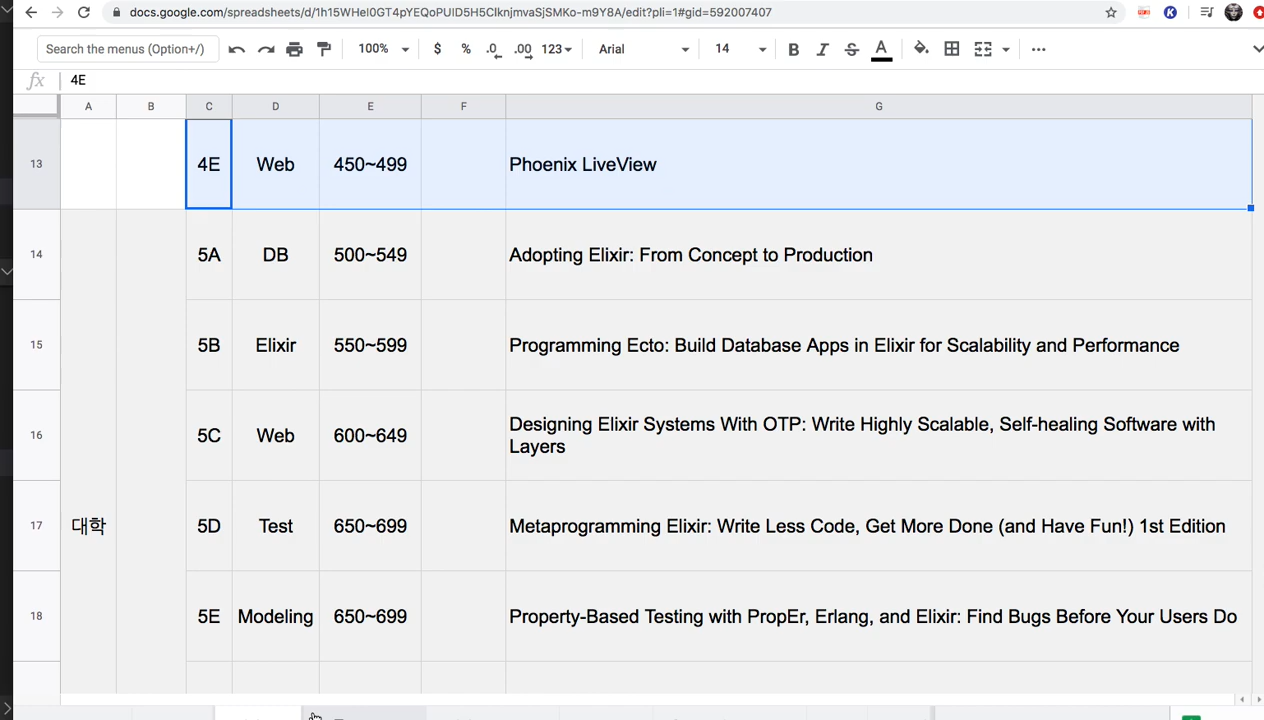 docs.google.com/spreadsheets/d/1h15WHeI0GT4pYEQoPUID5H5CIknjmvaSjSMKo-m9Y8A/edit?pli=1#gid=592007407
Search the menus (Option+/) 100% $ % .0 .00 123 Arial 14 B I S A
fx 4E
A B C D E F G
13 4E Web 450~499 Phoenix LiveView
14 5A DB 500~549 Adopting Elixir: From Concept to Production
15 5B Elixir 550~599 Programming Ecto: Build Database Apps in Elixir for Scalability and Performance
16 5C Web 600~649 Designing Elixir Systems With OTP: Write Highly Scalable, Self-healing Software with
Layers
17 대학 5D Test 650~699 Metaprogramming Elixir: Write Less Code, Get More Done (and Have Fun!) 1st Edition
18 5E Modeling 650~699 Property-Based Testing with PropEr, Erlang, and Elixir: Find Bugs Before Your Users Do